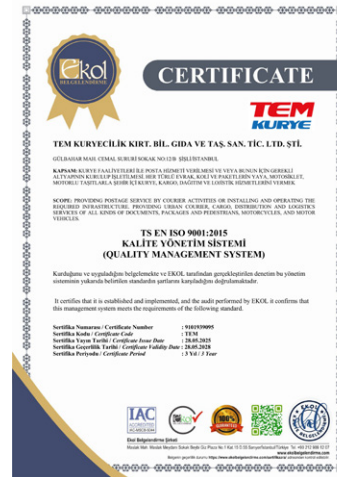 Ekol
BELGELENDİRME
CERTIFICATE
TEM
KURYE
TEM KURYECİLİK KIRT. BİL. GIDA VE TAŞ. SAN. TİC. LTD. ŞTİ.
GÜLBAHAR MAH. CEMAL SURURİ SOKAK NO:12/B ŞİŞLİ/İSTANBUL
KAPSAM: KURYE FAALİYETLERİ İLE POSTA HİZMETİ VERİLMESİ VE VEYA BUNUN İÇİN GEREKLİ
ALTYAPININ KURULUP İŞLETİLMESİ. HER TÜRLÜ EVRAK, KOLİ VE PAKETLERİN YAYA, MOTOSİKLET,
MOTORLU TAŞITLARLA ŞEHİR İÇİ KURYE, KARGO, DAĞITIM VE LOJİSTİK HİZMETLERİ VERMEK.
SCOPE: PROVIDING POSTAGE SERVICE BY COURIER ACTIVITIES OR INSTALLING AND OPERATING THE
REQUIRED INFRASTRUCTURE. PROVIDING URBAN COURIER, CARGO, DISTRIBUTION AND LOGISTICS
SERVICES OF ALL KINDS OF DOCUMENTS, PACKAGES AND PEDESTRIANS, MOTORCYCLES, AND MOTOR
VEHICLES.
TS EN ISO 9001:2015
KALİTE YÖNETİM SİSTEMİ
(QUALITY MANAGEMENT SYSTEM)
Kurduğunu ve uyguladığını belgelemekte ve EKOL tarafından gerçekleştirilen denetim bu yönetim
sisteminin yukarıda belirtilen standardın şartlarını karşıladığını doğrulamaktadır.
It certifies that it is established and implemented, and the audit performed by EKOL it confirms that
this management system meets the requirements of the following standard.
Sertifika Numarası / Certificate Number : 9101939095
Sertifika Kodu / Certificate Code : TEM
Sertifika Yayın Tarihi / Certificate Issue Date : 28.05.2025
Sertifika Geçerlilik Tarihi / Certificate Validity Date : 28.05.2028
Sertifika Periyodu / Certificate Period : 3 Yıl / 3 Year
IAC
ACCREDITED
Ekol
100%
EKOL
Ekol Belgelendirme Şirketi
www.ekolbelgelendirme.com